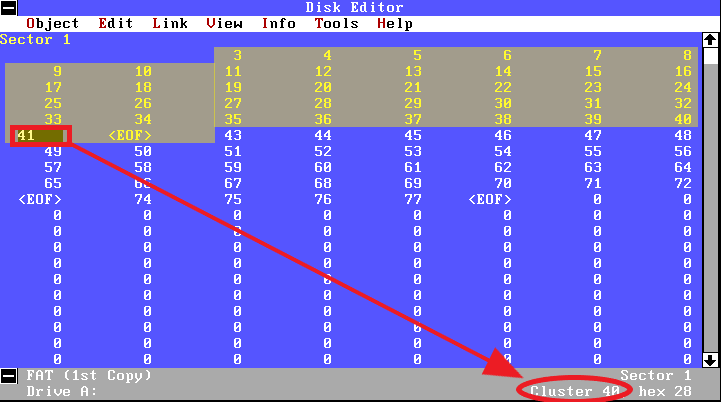 Disk Editor
Object Edit Link View Info Tools Help
Sector 1
3 4 5 6 7 8
9 10 11 12 13 14 15 16
17 18 19 20 21 22 23 24
25 26 27 28 29 30 31 32
33 34 35 36 37 38 39 40
41 <EOF> 43 44 45 46 47 48
49 50 51 52 53 54 55 56
57 58 59 60 61 62 63 64
65 66 67 68 69 70 71 72
<EOF> 74 75 76 77 <EOF> 0 0
0 0 0 0 0 0 0 0
0 0 0 0 0 0 0 0
0 0 0 0 0 0 0 0
0 0 0 0 0 0 0 0
0 0 0 0 0 0 0 0
0 0 0 0 0 0 0 0
0 0 0 0 0 0 0 0
0 0 0 0 0 0 0 0
0 0 0 0 0 0 0 0
0 0 0 0 0 0 0 0
FAT (1st Copy) Sector 1
Drive A: Cluster 40 hex 28